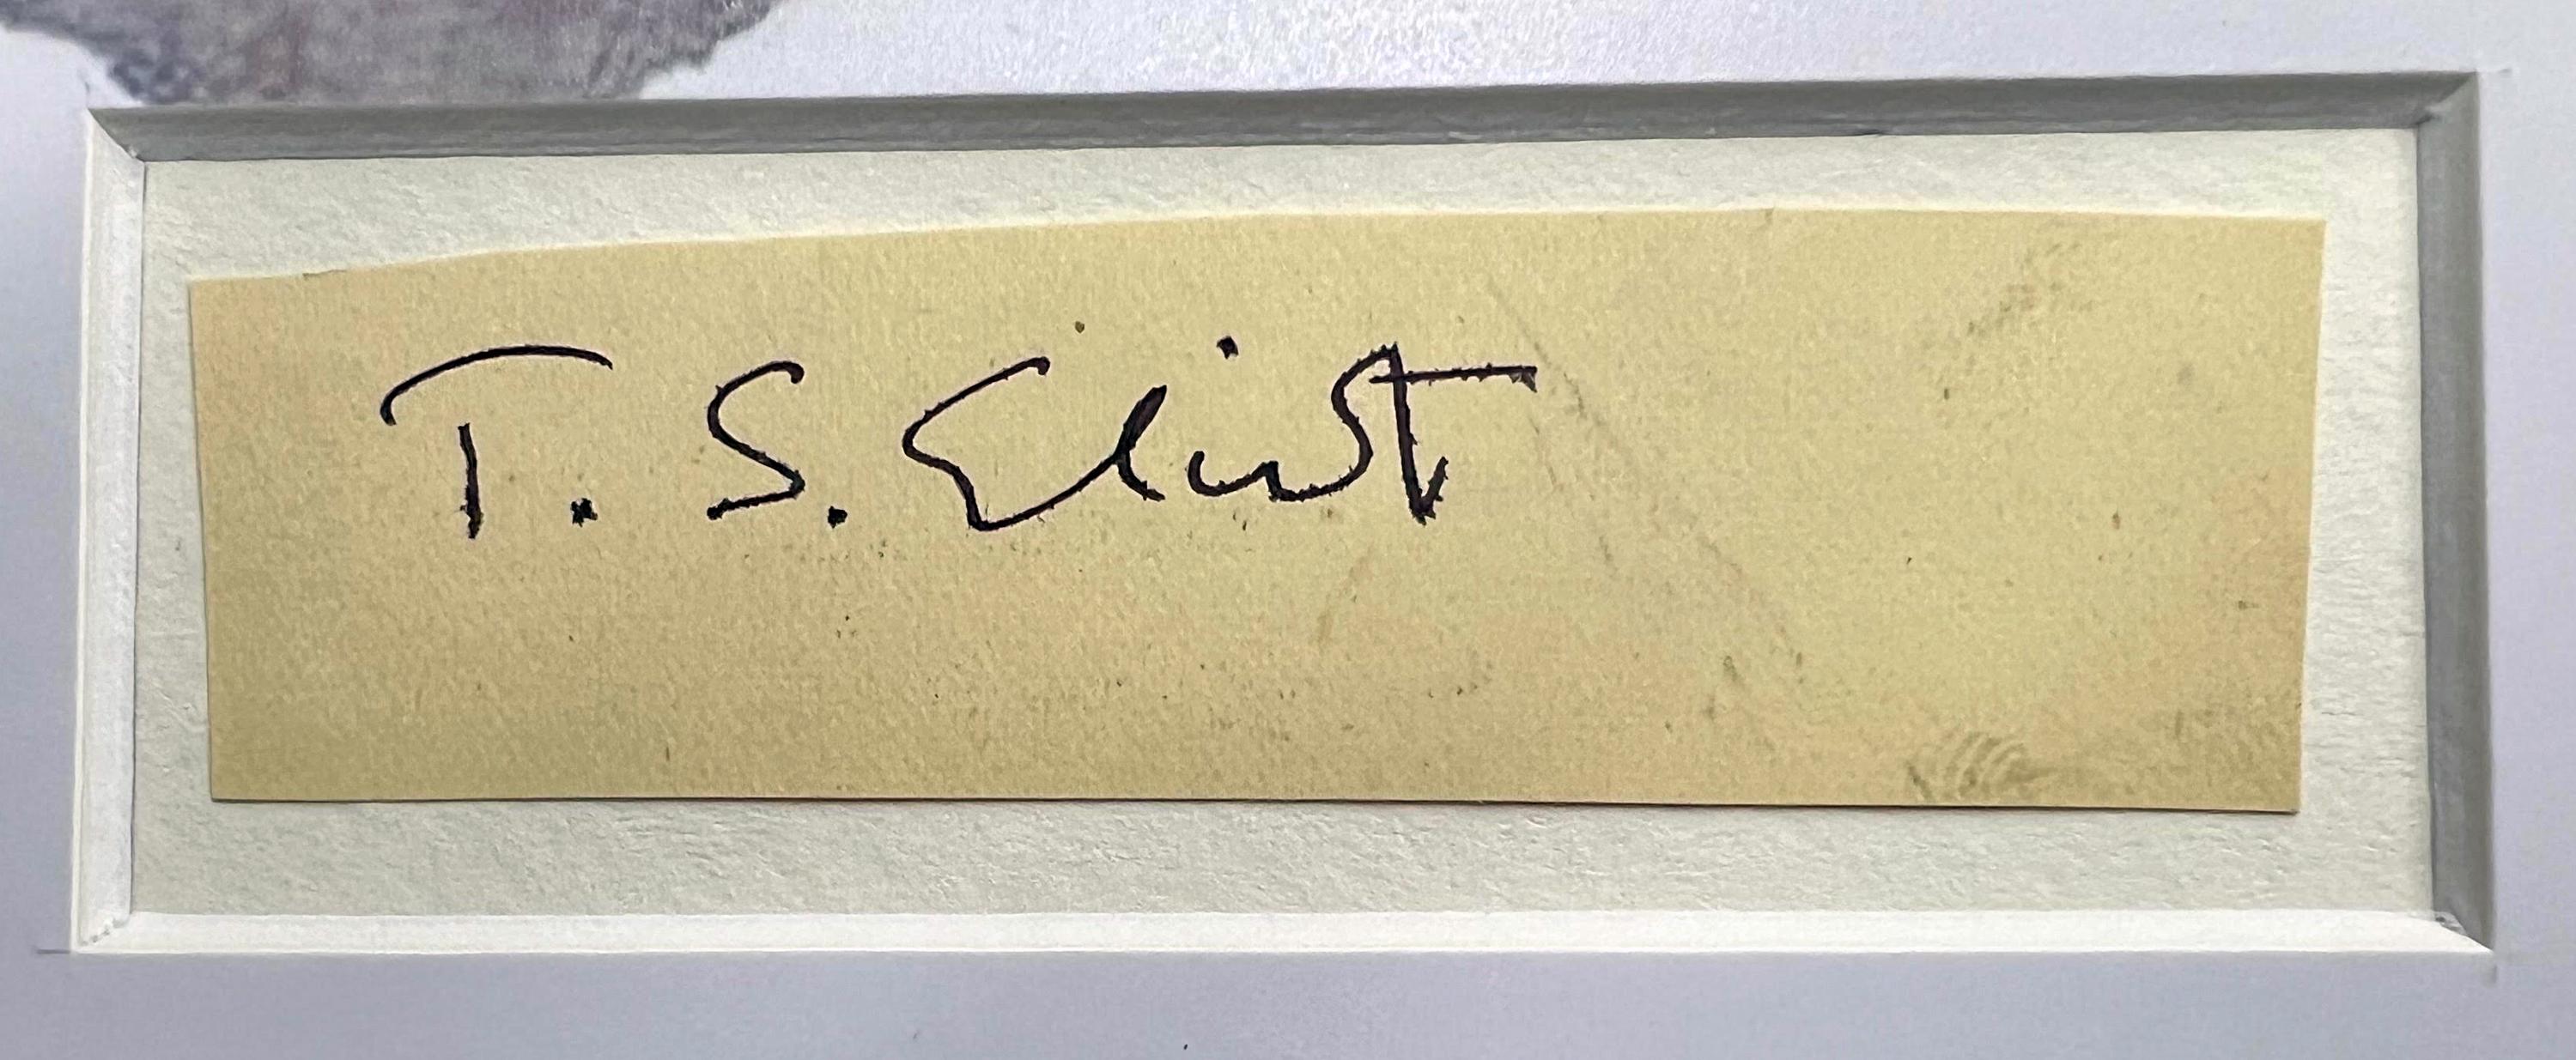 T. S. Eliot